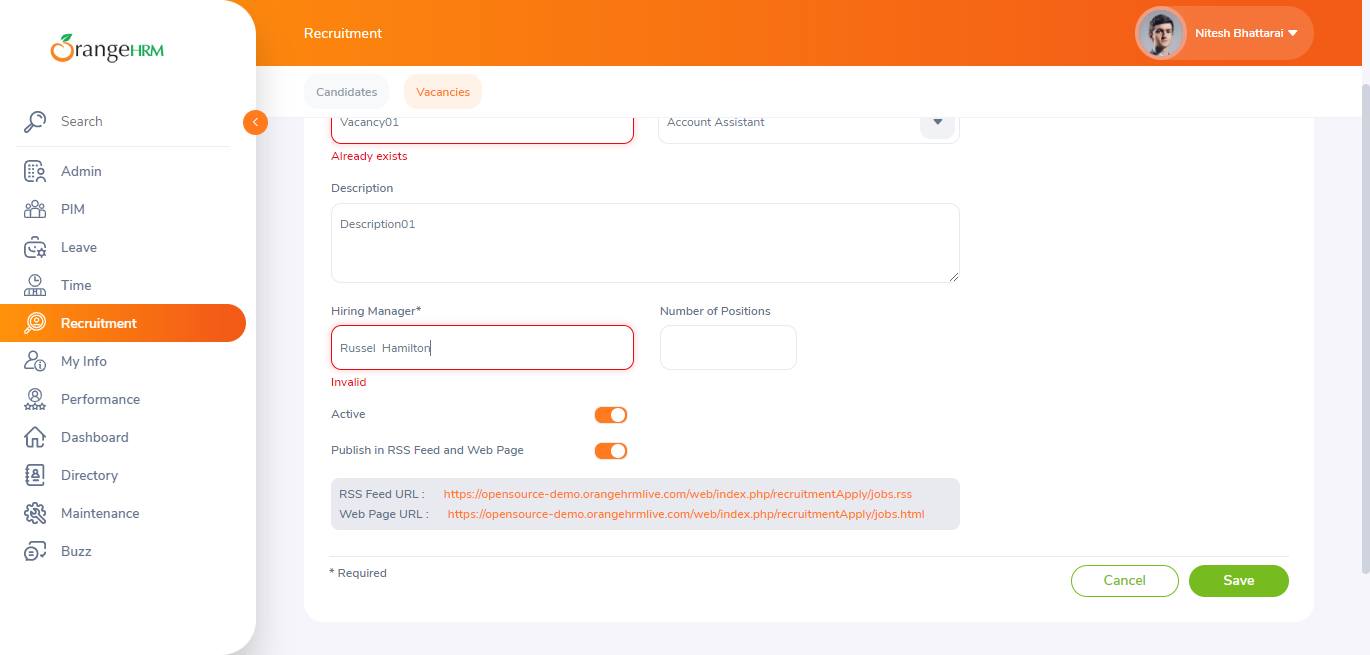 OrangeHRM
Recruitment
Nitesh Bhattarai
Candidates
Vacancies
Search
Admin
PIM
Leave
Time
Recruitment
My Info
Performance
Dashboard
Directory
Maintenance
Buzz
Vacancy01
Account Assistant
Already exists
Description
Description01
Hiring Manager*
Number of Positions
Russel  Hamilton
Invalid
Active
Publish in RSS Feed and Web Page
RSS Feed URL : https://opensource-demo.orangehrmlive.com/web/index.php/recruitmentApply/jobs.rss
Web Page URL : https://opensource-demo.orangehrmlive.com/web/index.php/recruitmentApply/jobs.html
* Required
Cancel
Save